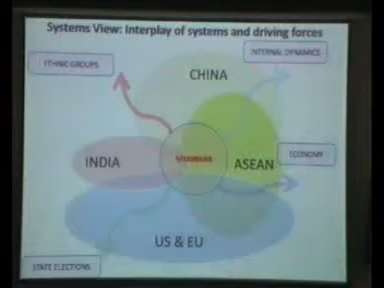 Systems View: Interplay of systems and driving forces
ETHNIC GROUPS
INTERNAL DYNAMICS
CHINA
MYANMAR
INDIA
ASEAN
ECONOMY
US & EU
STATE ELECTIONS